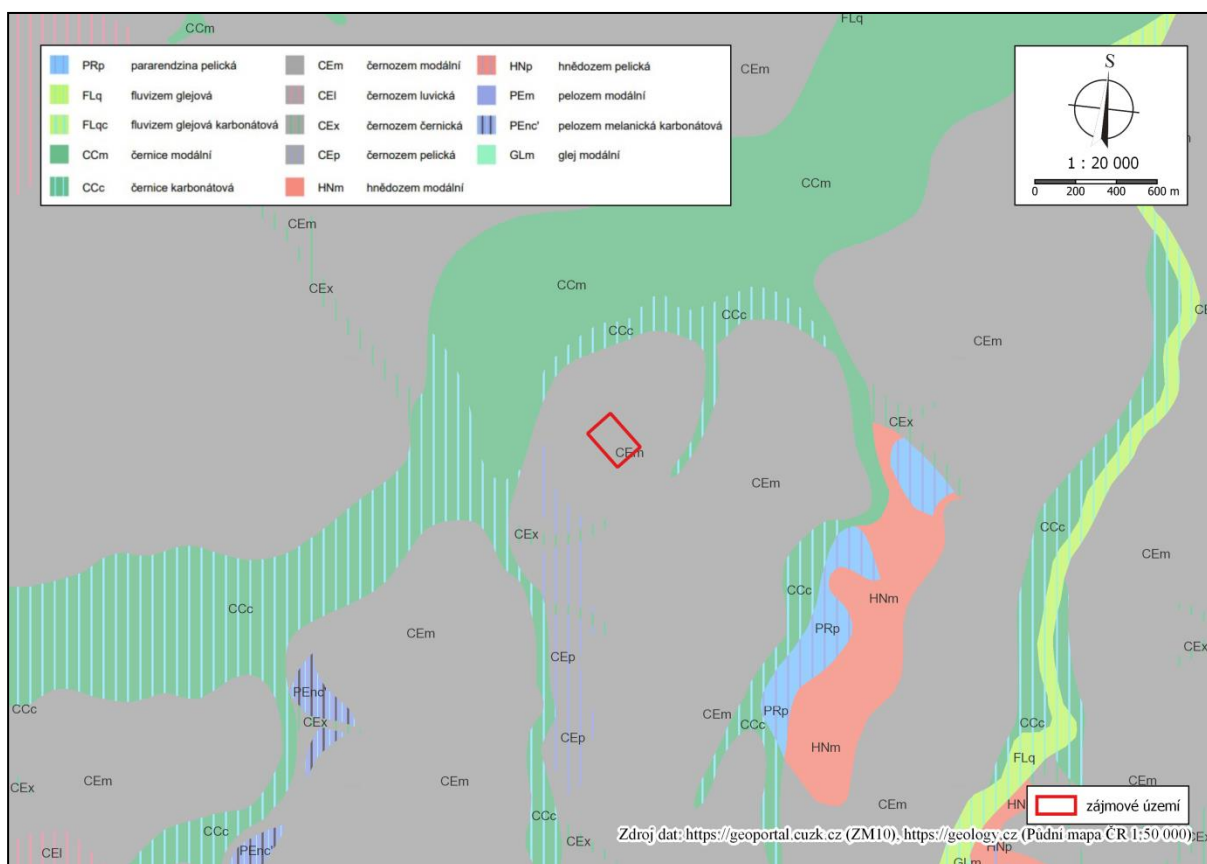 CCm
FLq
CEm
PRp pararendzina pelická
FLq fluvizem glejová
FLqc fluvizem glejová karbonátová
CCm černice modální
CCc černice karbonátová
CEm černozem modální
CEl černozem luvická
CEx černozem černická
CEp černozem pelická
HNm hnědozem modální
HNp hnědozem pelická
PEm pelozem modální
PEnc' pelozem melanická karbonátová
GLm glej modální
S
1 : 20 000
0 200 400 600 m
CCm
CEm
CEx
CCm
CCc
CCc
CEm
CEx
CEm
CEm
CEx
CCc
CEm
CCc
HNm
CCc
CEm
PRp
CEx
CEp
PEnc'
CCc
CEx
CEm
PRp
CCc
CCc
CEp
HNm
FLq
CEx
CEm
CEm
CEm
CEm
CCc
CCc
CEx
PEnc'
CEl
HNp
GLm
CEm
zájmové území
Zdroj dat: https://geoportal.cuzk.cz (ZM10), https://geology.cz (Půdní mapa ČR 1:50 000)